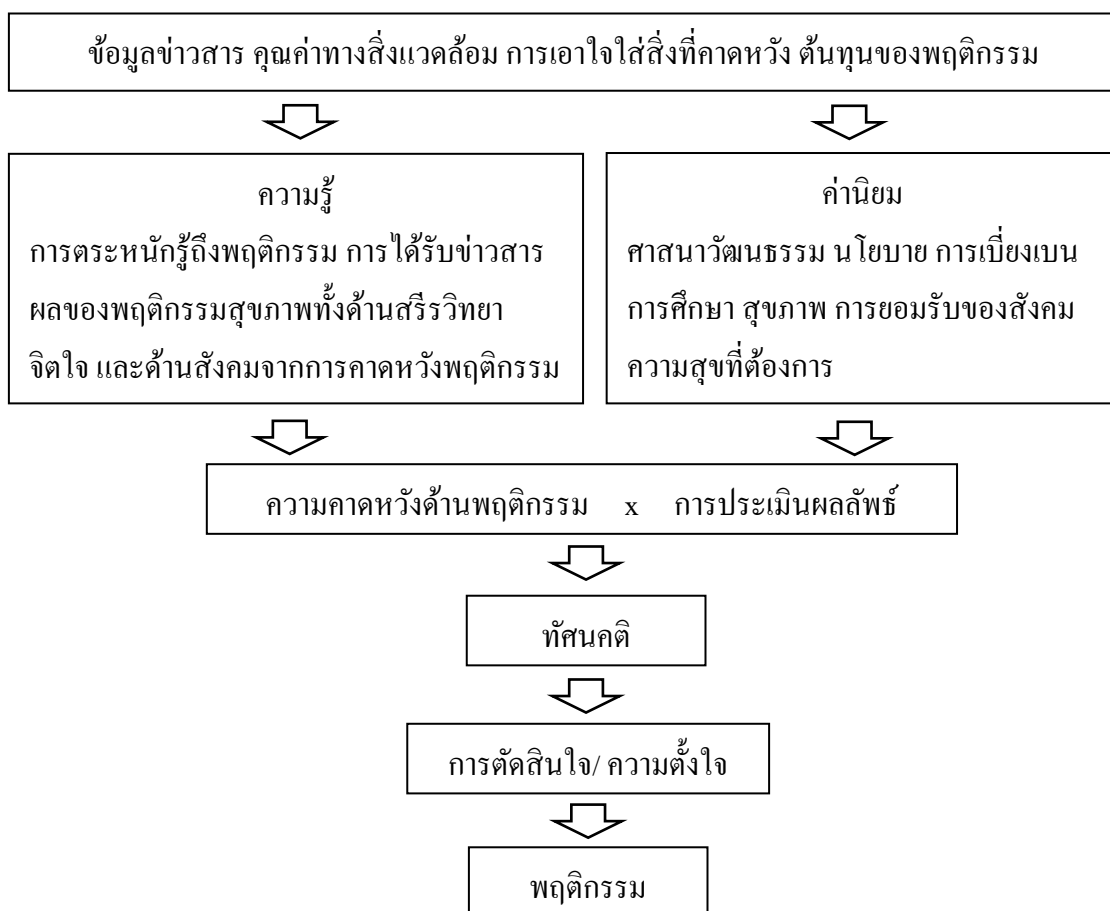 ข้อมูลข่าวสาร คุณค่าทางสิ่งแวดล้อม การเอาใจใส่สิ่งที่คาดหวัง ต้นทุนของพฤติกรรม
ความรู้
การตระหนักรู้ถึงพฤติกรรม การได้รับข่าวสาร
ผลของพฤติกรรมสุขภาพทั้งด้านสรีรวิทยา
จิตใจ และด้านสังคมจากการคาดหวังพฤติกรรม
ค่านิยม
ศาสนาวัฒนธรรม นโยบาย การเบี่ยงเบน
การศึกษา สุขภาพ การยอมรับของสังคม
ความสุขที่ต้องการ
ความคาดหวังด้านพฤติกรรม x การประเมินผลลัพธ์
ทัศนคติ
การตัดสินใจ/ ความตั้งใจ
พฤติกรรม